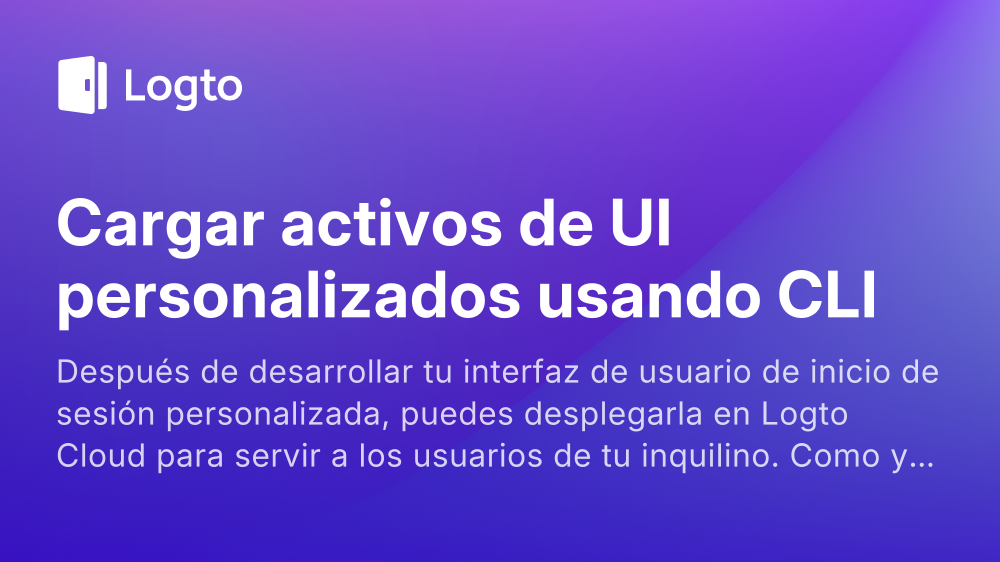 Logto
Cargar activos de UI
personalizados usando CLI
Después de desarrollar tu interfaz de usuario de inicio de
sesión personalizada, puedes desplegarla en Logto
Cloud para servir a los usuarios de tu inquilino. Como y...